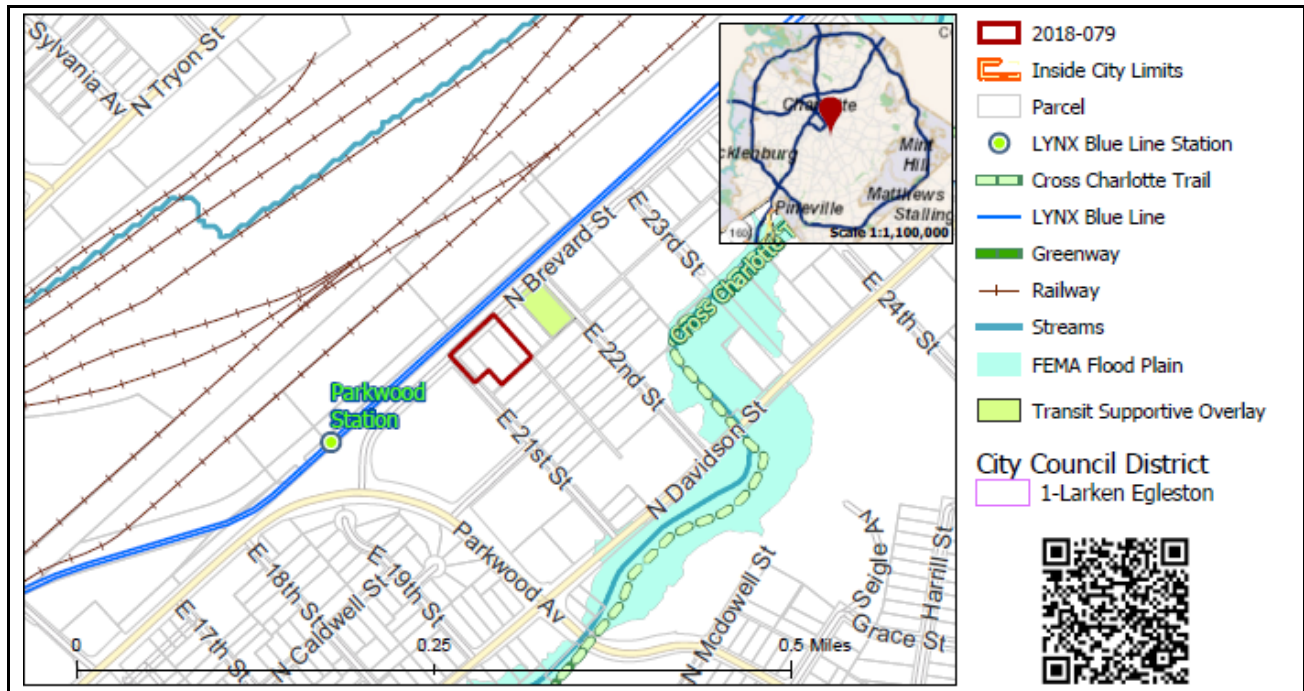 Sylvania Av
N Tryon St
N Brevard St
E 23rd St
Cross Charlotte T
E 24th St
E 22nd St
Parkwood
Station
E 21st St
N Davidson St
Parkwood Av
E 19th St
E 18th St
N Caldwell St
E 17th St
N Mcdowell St
Seigle Av
Harrill St
Grace St
0
0.25
0.5 Miles
Charlotte
cklenburg
Mint
Hill
Matthews
Stalling
Pineville
160
Scale 1:1,100,000
C
2018-079
Inside City Limits
Parcel
LYNX Blue Line Station
Cross Charlotte Trail
LYNX Blue Line
Greenway
Railway
Streams
FEMA Flood Plain
Transit Supportive Overlay
City Council District
1-Larken Egleston